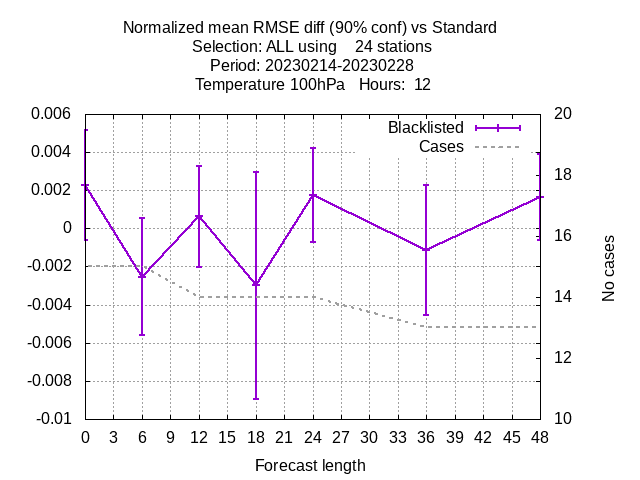 Normalized mean RMSE diff (90% conf) vs Standard
Selection: ALL using    24 stations
Period: 20230214-20230228
Temperature 100hPa   Hours:  12
Blacklisted
Cases
0.006
0.004
0.002
0
-0.002
-0.004
-0.006
-0.008
-0.01
20
18
16
14
12
10
No cases
0 3 6 9 12 15 18 21 24 27 30 33 36 39 42 45 48
Forecast length